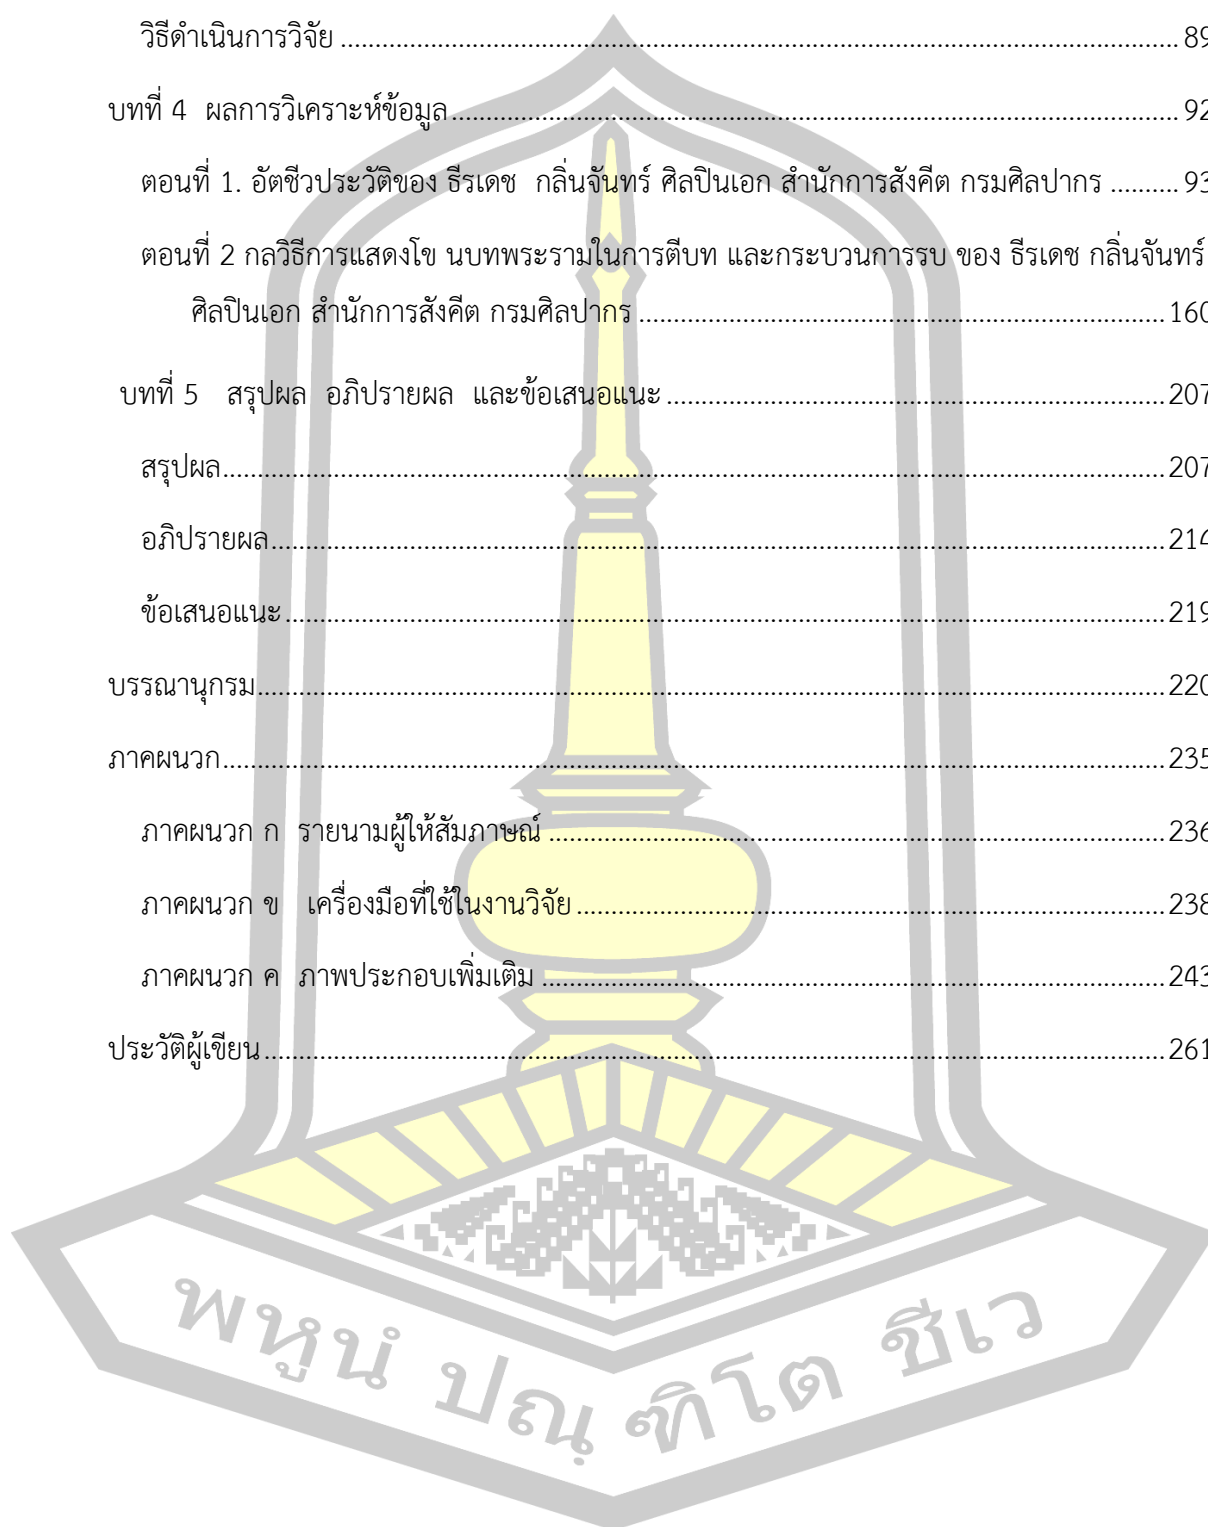 วิธีดำเนินการวิจัย ........................................................................................................ 89
บทที่ 4  ผลการวิเคราะห์ข้อมูล ........................................................................................ 92
ตอนที่ 1. อัตชีวประวัติของ ธีรเดช  กลิ่นจันทร์ ศิลปินเอก สำนักการสังคีต กรมศิลปากร .......... 93
ตอนที่ 2 กลวิธีการแสดงโข นบทพระรามในการตีบท และกระบวนการรบ ของ ธีรเดช กลิ่นจันทร์
ศิลปินเอก สำนักการสังคีต กรมศิลปากร .................................................................. 160
บทที่ 5   สรุปผล  อภิปรายผล  และข้อเสนอแนะ ............................................................... 207
สรุปผล ..................................................................................................................... 207
อภิปรายผล ............................................................................................................... 214
ข้อเสนอแนะ .............................................................................................................. 219
บรรณานุกรม ................................................................................................................. 220
ภาคผนวก ..................................................................................................................... 235
ภาคผนวก ก  รายนามผู้ให้สัมภาษณ์ ............................................................................. 236
ภาคผนวก ข   เครื่องมือที่ใช้ในงานวิจัย ......................................................................... 238
ภาคผนวก ค  ภาพประกอบเพิ่มเติม .............................................................................. 243
ประวัติผู้เขียน ................................................................................................................ 261
พหูนํ ปณฺฑิโต ชีเว